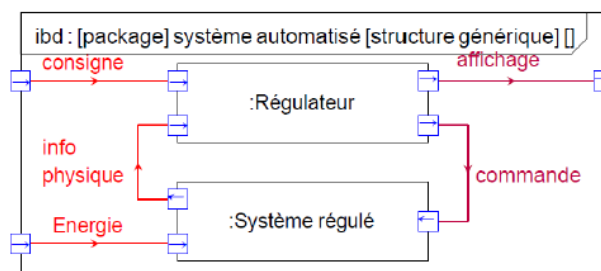 ibd : [package] système automatisé [structure générique] []
consigne
affichage
:Régulateur
info
physique
commande
:Système régulé
Energie